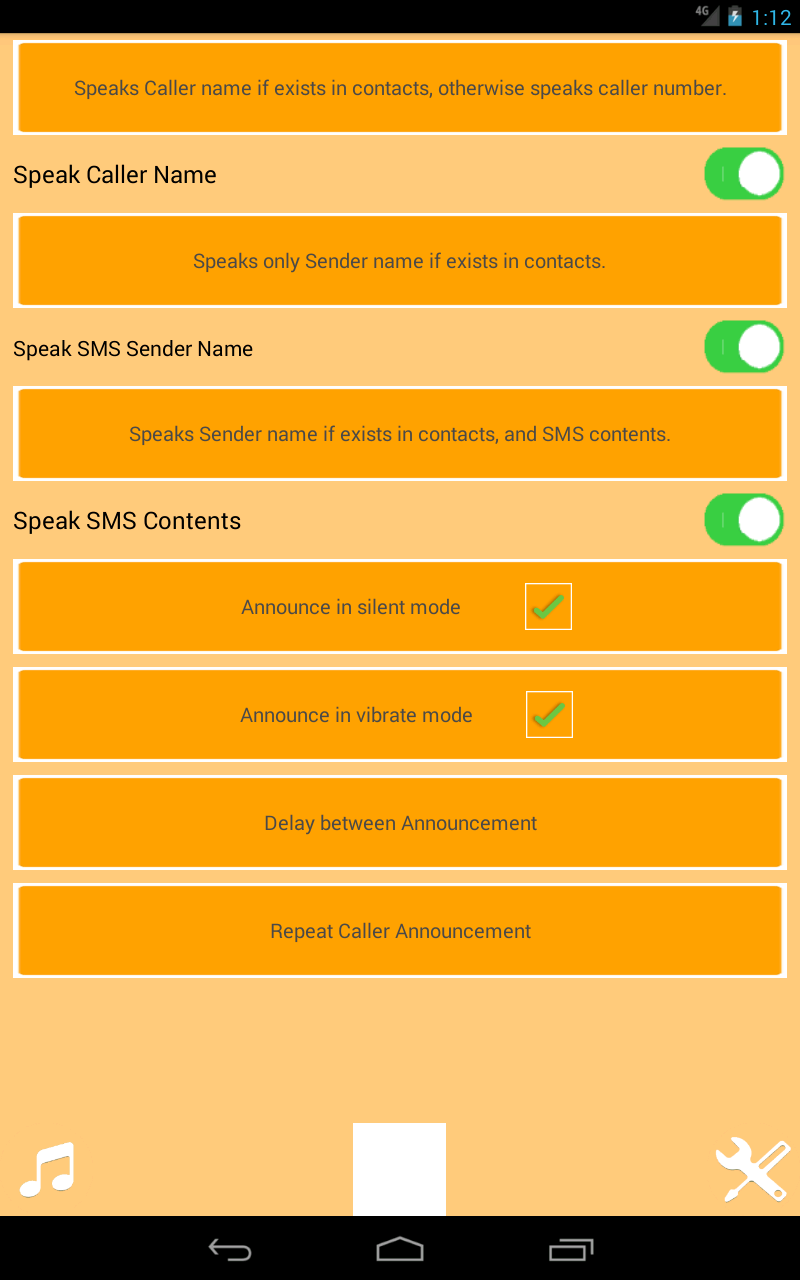 4G 1:12
Speaks Caller name if exists in contacts, otherwise speaks caller number.
Speak Caller Name
Speaks only Sender name if exists in contacts.
Speak SMS Sender Name
Speaks Sender name if exists in contacts, and SMS contents.
Speak SMS Contents
Announce in silent mode
Announce in vibrate mode
Delay between Announcement
Repeat Caller Announcement